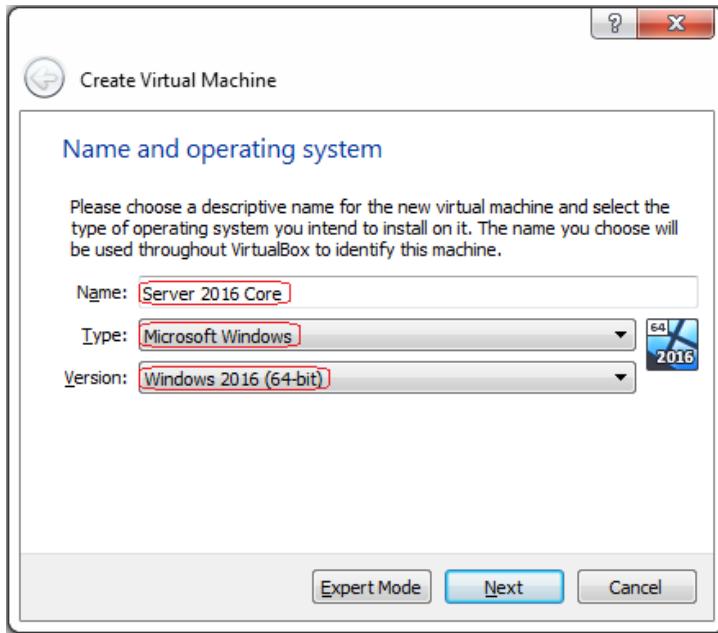 ?
X
Create Virtual Machine
Name and operating system
Please choose a descriptive name for the new virtual machine and select the
type of operating system you intend to install on it. The name you choose will
be used throughout VirtualBox to identify this machine.
Name: Server 2016 Core
Type: Microsoft Windows
64
2016
Version: Windows 2016 (64-bit)
Expert Mode Next Cancel